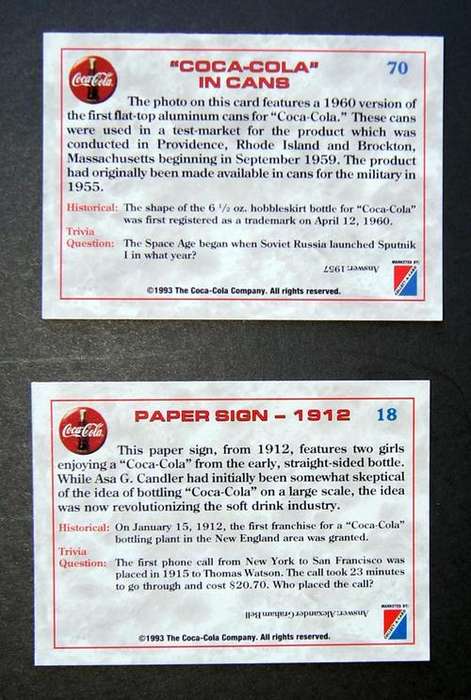 Coca-Cola
"COCA-COLA"
IN CANS
70
The photo on this card features a 1960 version of
the first flat-top aluminum cans for "Coca-Cola." These cans
were used in a test-market for the product which was
conducted in Providence, Rhode Island and Brockton,
Massachusetts beginning in September 1959. The product
had originally been made available in cans for the military in
1955.
Historical: The shape of the 6 1/2 oz. hobbleskirt bottle for "Coca-Cola"
was first registered as a trademark on April 12, 1960.
Trivia
Question: The Space Age began when Soviet Russia launched Sputnik
I in what year?
Answer: 1957
MARKETED BY:
©1993 The Coca-Cola Company. All rights reserved.
Coca-Cola
PAPER SIGN – 1912
18
This paper sign, from 1912, features two girls
enjoying a "Coca-Cola" from the early, straight-sided bottle.
While Asa G. Candler had initially been somewhat skeptical
of the idea of bottling "Coca-Cola" on a large scale, the idea
was now revolutionizing the soft drink industry.
Historical: On January 15, 1912, the first franchise for a "Coca-Cola"
bottling plant in the New England area was granted.
Trivia
Question: The first phone call from New York to San Francisco was
placed in 1915 to Thomas Watson. The call took 23 minutes
to go through and cost $20.70. Who placed the call?
Answer: Alexander Graham Bell
MARKETED BY:
©1993 The Coca-Cola Company. All rights reserved.